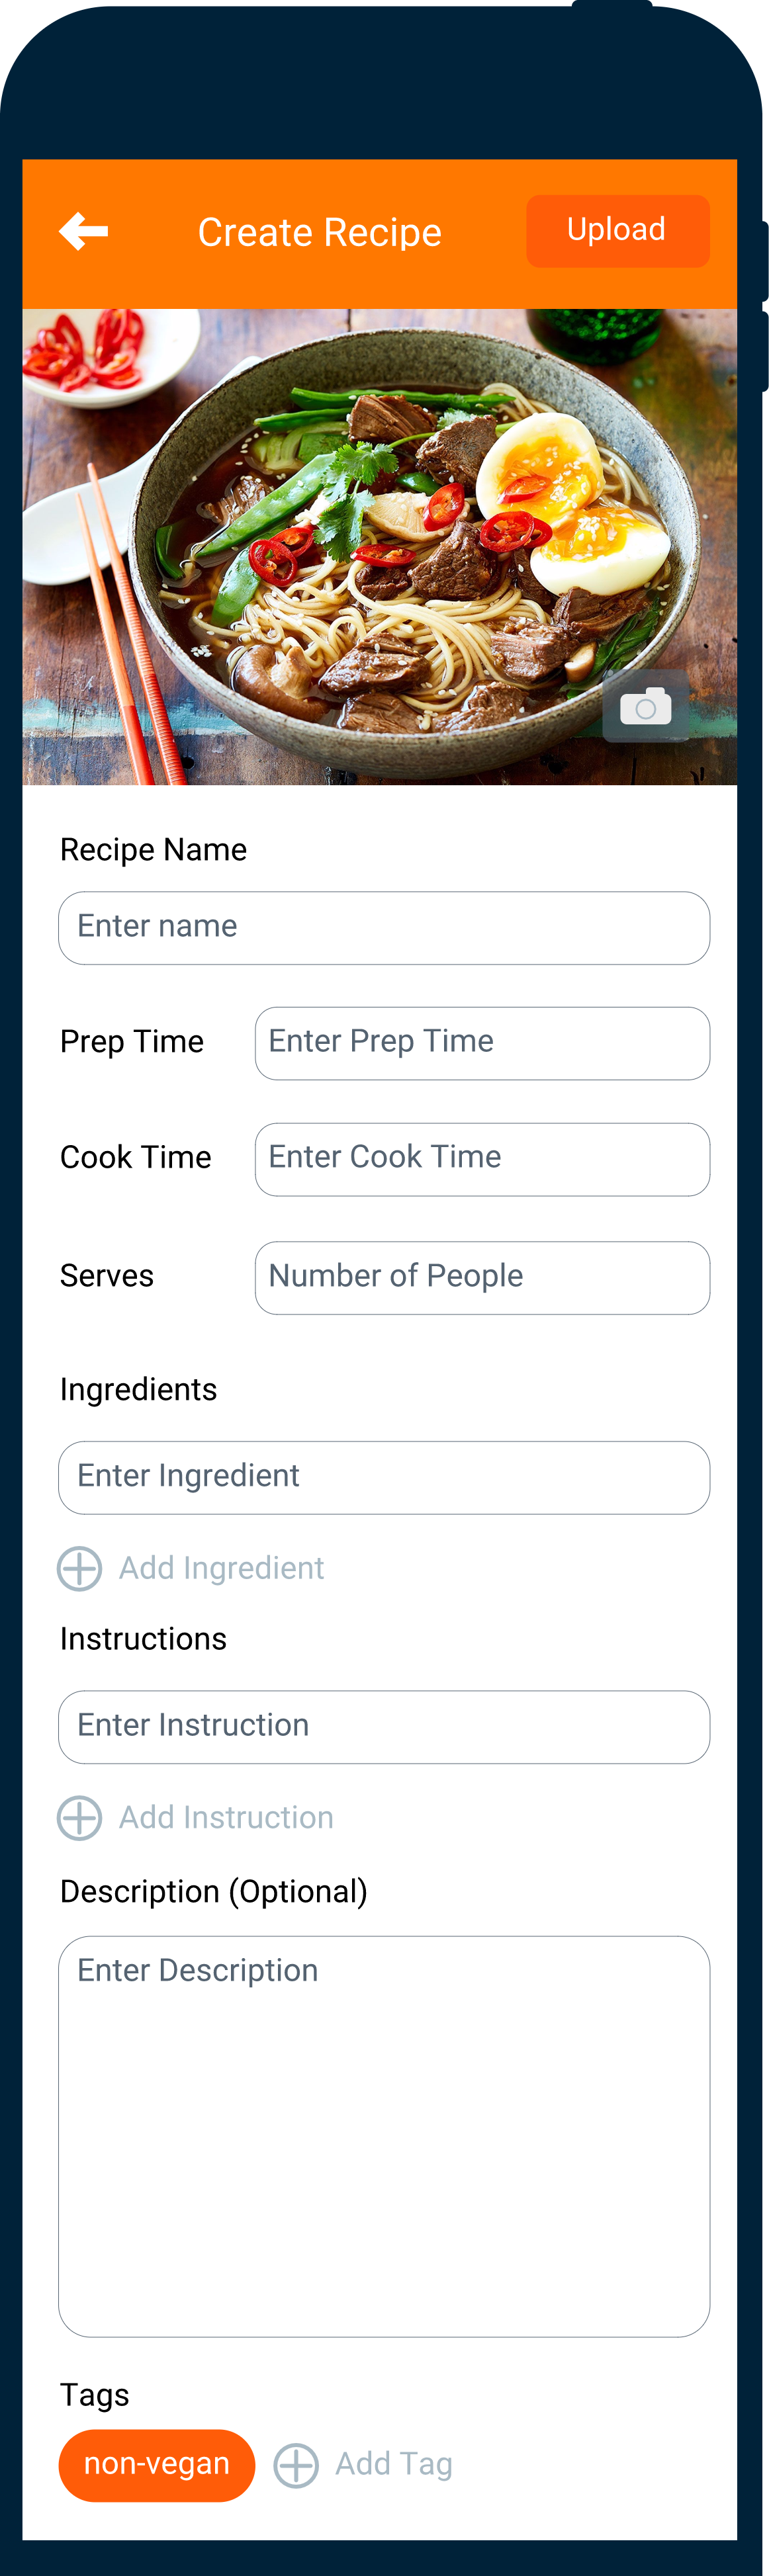 Create Recipe
Upload
Recipe Name
Enter name
Prep Time
Enter Prep Time
Cook Time
Enter Cook Time
Serves
Number of People
Ingredients
Enter Ingredient
Add Ingredient
Instructions
Enter Instruction
Add Instruction
Description (Optional)
Enter Description
Tags
non-vegan
Add Tag